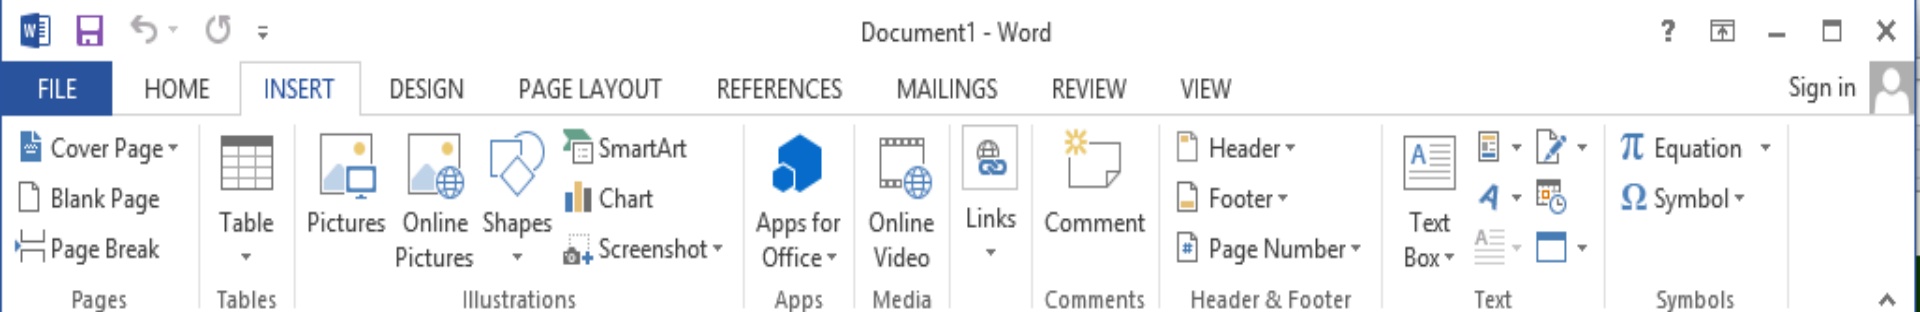 Document1 - Word
?
FILE HOME INSERT DESIGN PAGE LAYOUT REFERENCES MAILINGS REVIEW VIEW Sign in
Cover Page
Blank Page
Page Break
Pages
Table
Tables
Pictures
Online
Pictures
Shapes
SmartArt
Chart
Screenshot
Illustrations
Apps for
Office
Apps
Online
Video
Media
Links
Comment
Comments
Header
Footer
Page Number
Header & Footer
Text
Box
Text
π Equation
Ω Symbol
Symbols